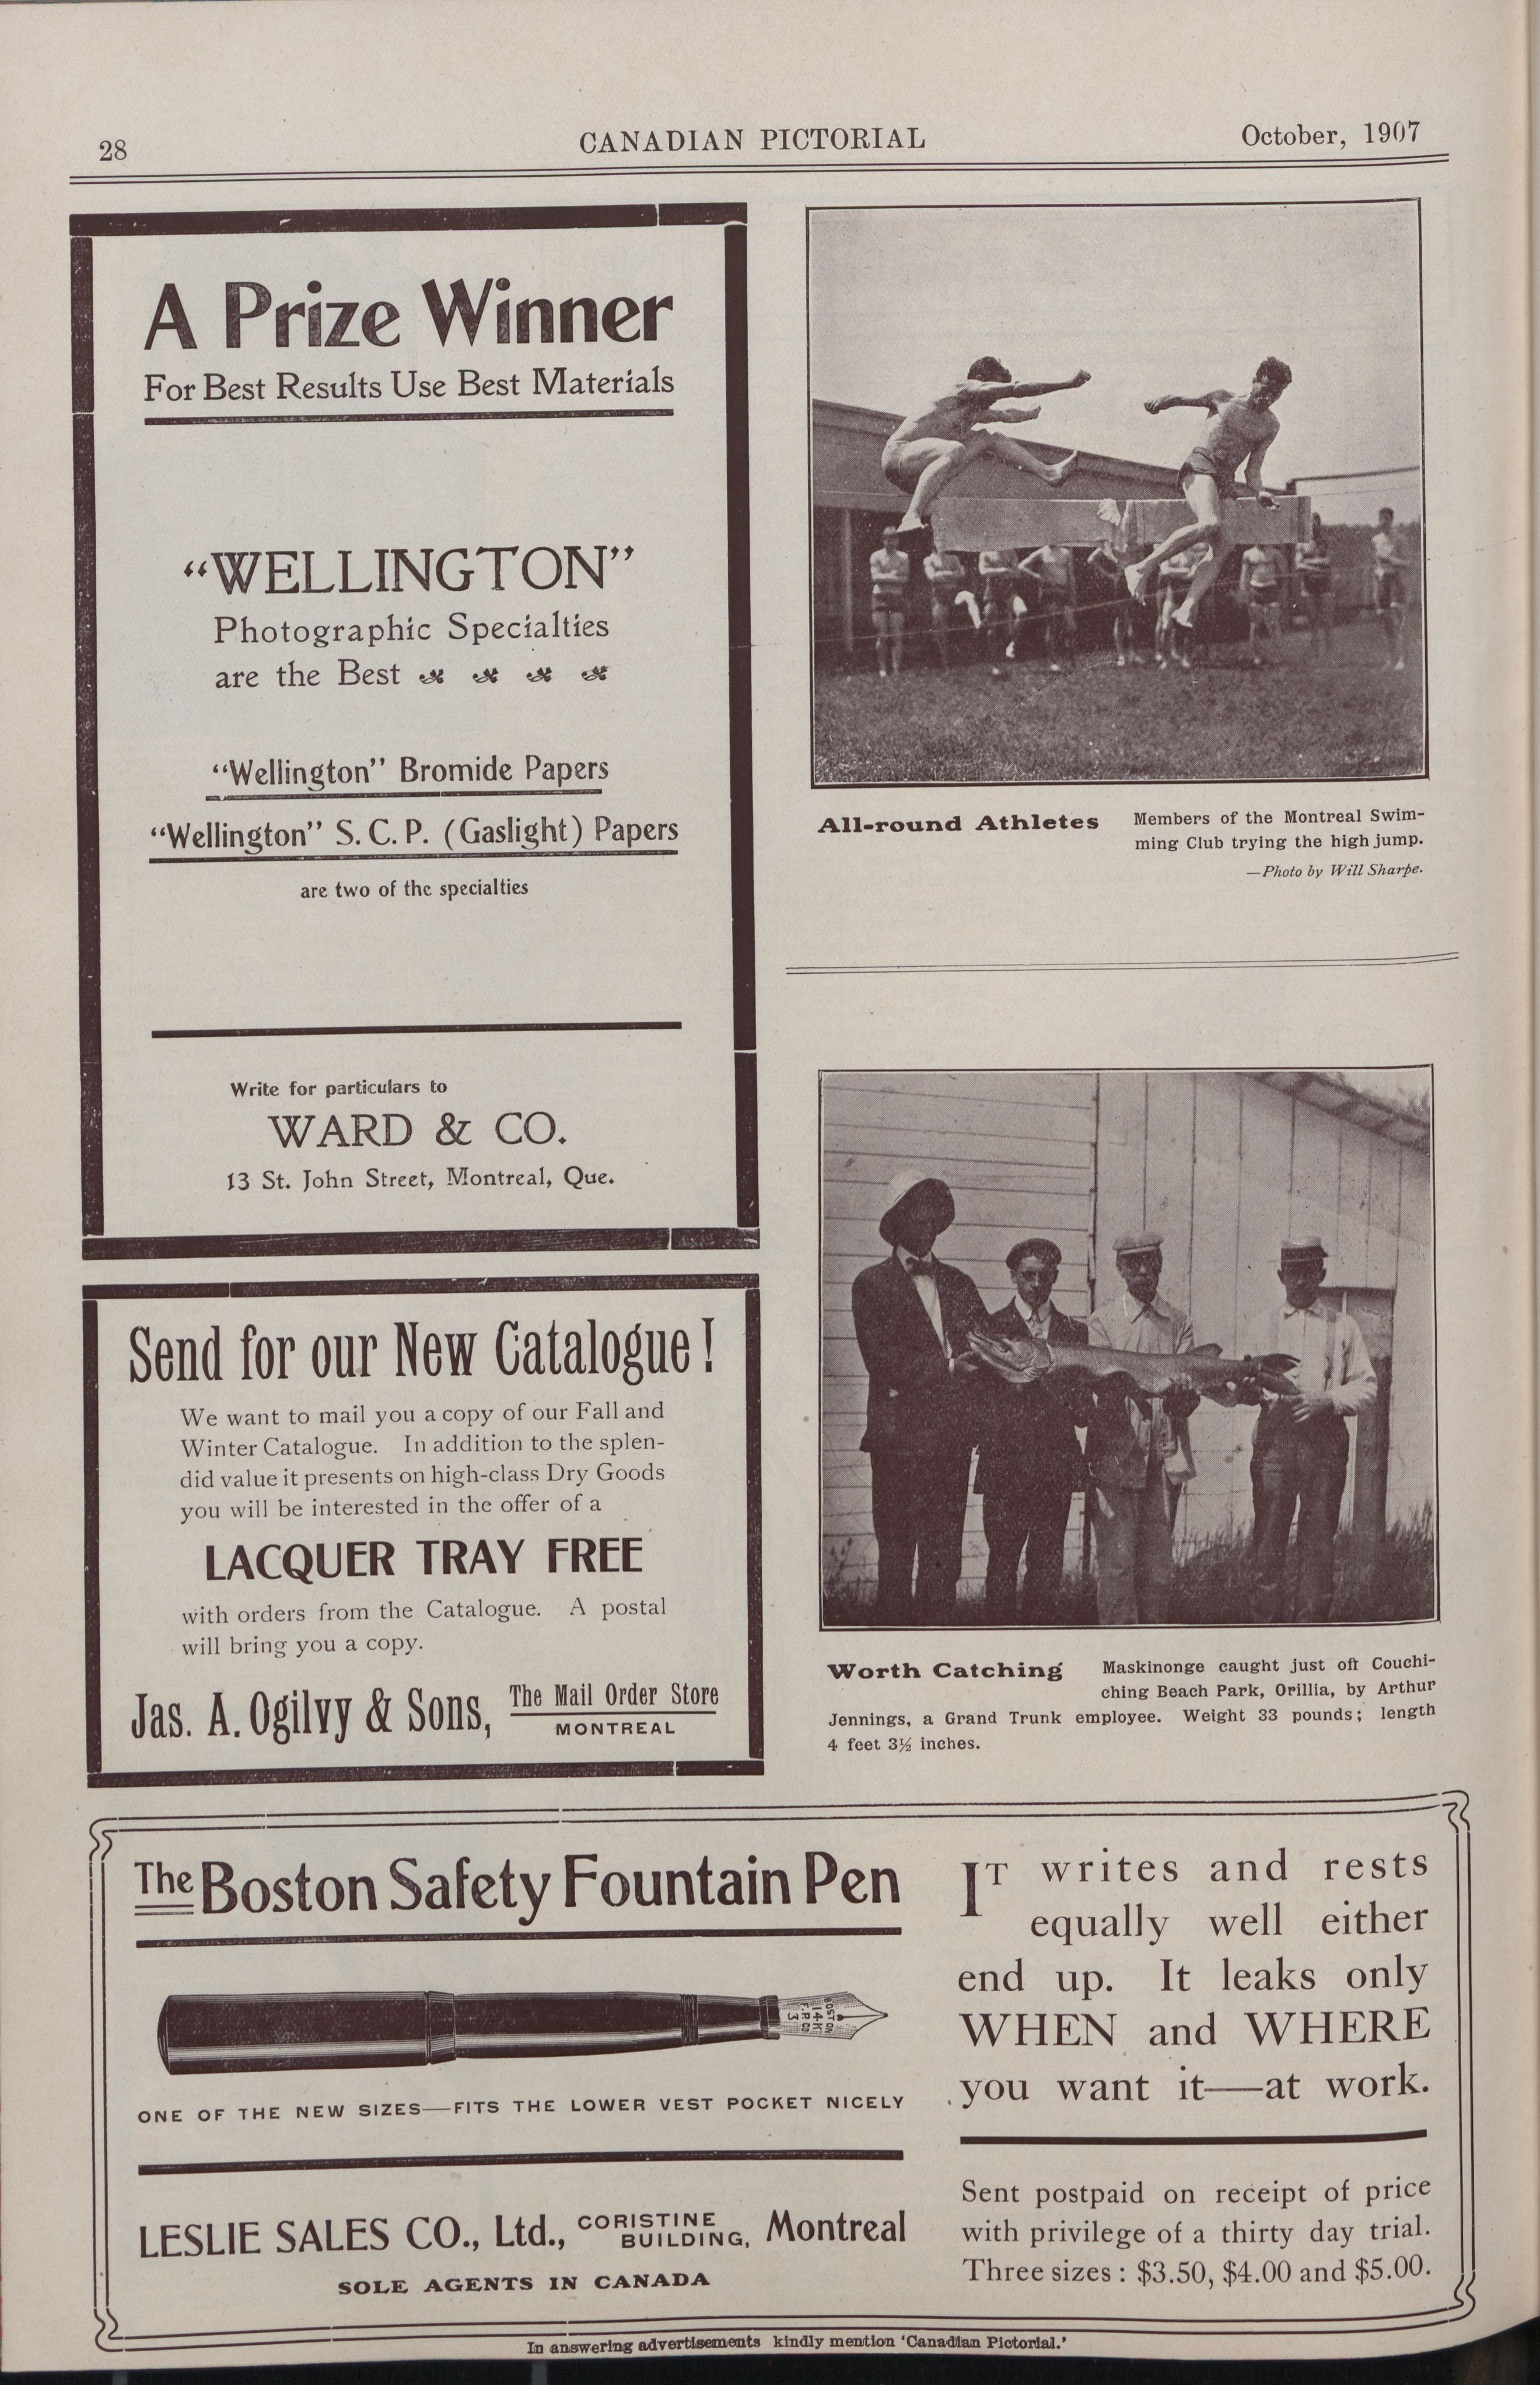 28
CANADIAN PICTORIAL
October, 1907
A Prize Winner
For Best Results Use Best Materials
“WELLINGTON”
Photographic Specialties
are the Best
“Wellington” Bromide Papers
“Wellington” S. C. P. (Gaslight) Papers
are two of the specialties
Write for particulars to
WARD & CO.
13 St. John Street, Montreal, Que.
Send for our New Catalogue!
We want to mail you a copy of our Fall and
Winter Catalogue. In addition to the splen-
did value it presents on high-class Dry Goods
you will be interested in the offer of a
LACQUER TRAY FREE
with orders from the Catalogue. A postal
will bring you a copy.
Jas. A. Ogilvy & Sons, The Mail Order Store
MONTREAL
All-round Athletes Members of the Montreal Swim-
ming Club trying the high jump.
—Photo by Will Sharpe.
Worth Catching Maskinonge caught just off Couchi-
ching Beach Park, Orillia, by Arthur
Jennings, a Grand Trunk employee. Weight 33 pounds; length
4 feet 3½ inches.
The Boston Safety Fountain Pen
BOSTON
14 K
F. P. CO
3
ONE OF THE NEW SIZES—FITS THE LOWER VEST POCKET NICELY
LESLIE SALES CO., Ltd., CORISTINE BUILDING, Montreal
SOLE AGENTS IN CANADA
IT writes and rests
equally well either
end up. It leaks only
WHEN and WHERE
you want it—at work.
Sent postpaid on receipt of price
with privilege of a thirty day trial.
Three sizes: $3.50, $4.00 and $5.00.
In answering advertisements kindly mention ‘Canadian Pictorial.’